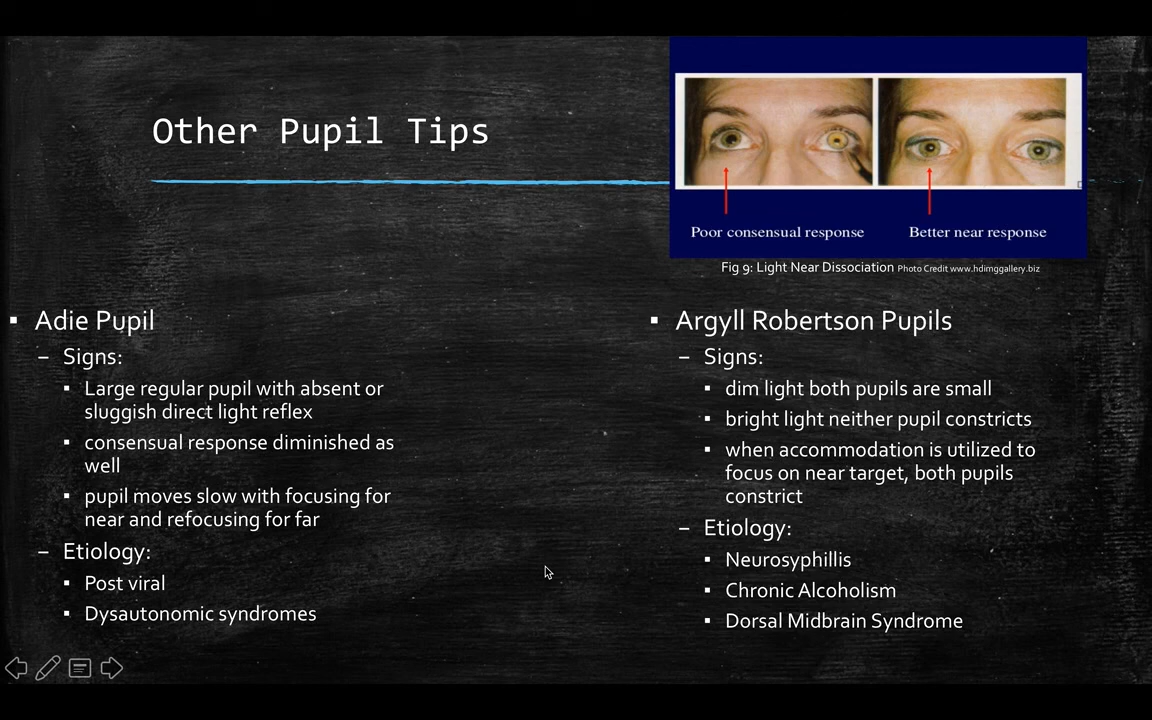 Other Pupil Tips
Poor consensual response
Better near response
Fig 9: Light Near Dissociation Photo Credit www.hdimggallery.biz
▪ Adie Pupil
– Signs:
▪ Large regular pupil with absent or
sluggish direct light reflex
▪ consensual response diminished as
well
▪ pupil moves slow with focusing for
near and refocusing for far
– Etiology:
▪ Post viral
▪ Dysautonomic syndromes
▪ Argyll Robertson Pupils
– Signs:
▪ dim light both pupils are small
▪ bright light neither pupil constricts
▪ when accommodation is utilized to
focus on near target, both pupils
constrict
– Etiology:
▪ Neurosyphillis
▪ Chronic Alcoholism
▪ Dorsal Midbrain Syndrome